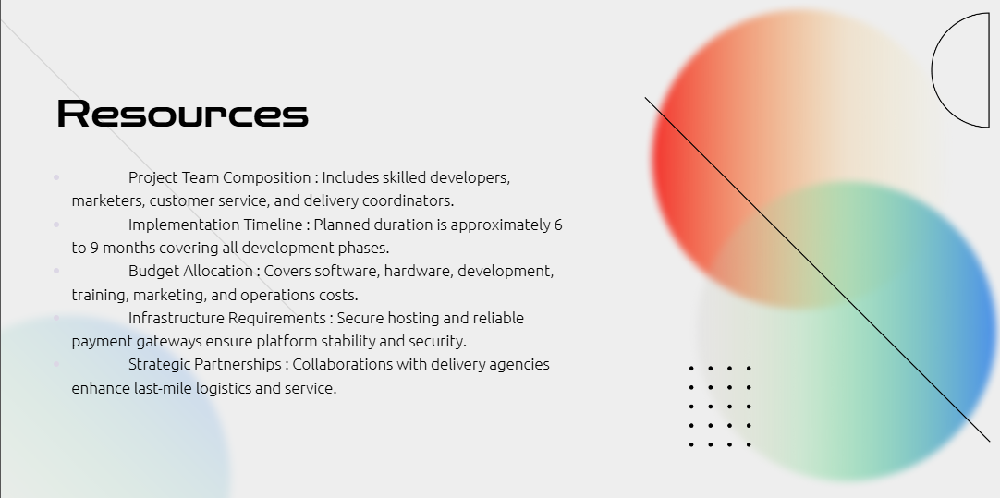 Resources
Project Team Composition : Includes skilled developers,
marketers, customer service, and delivery coordinators.
Implementation Timeline : Planned duration is approximately 6
to 9 months covering all development phases.
Budget Allocation : Covers software, hardware, development,
training, marketing, and operations costs.
Infrastructure Requirements : Secure hosting and reliable
payment gateways ensure platform stability and security.
Strategic Partnerships : Collaborations with delivery agencies
enhance last-mile logistics and service.